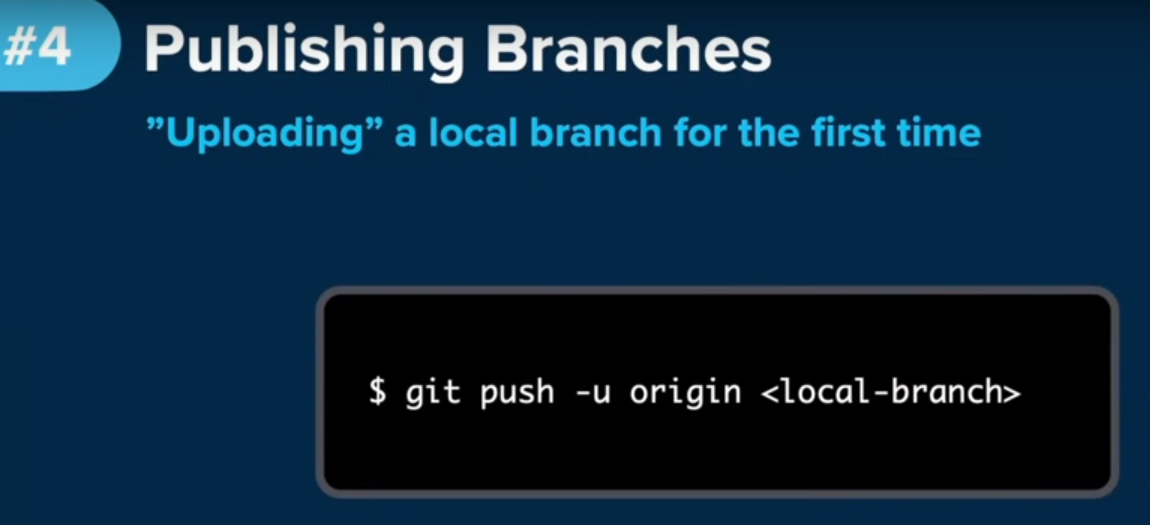 #4 Publishing Branches
”Uploading” a local branch for the first time
$ git push -u origin <local-branch>